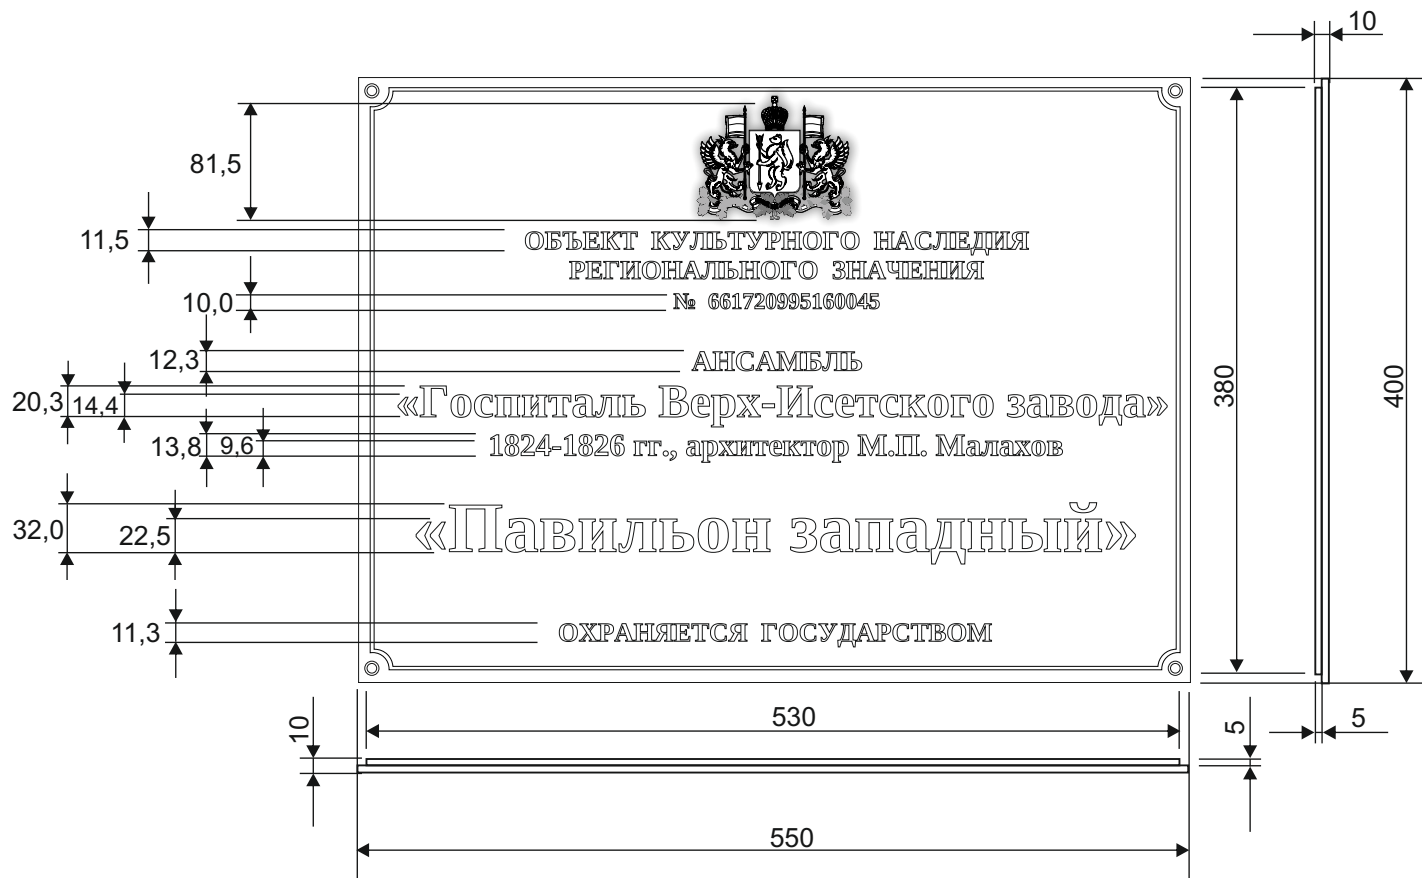 10
81,5
11,5
ОБЪЕКТ КУЛЬТУРНОГО НАСЛЕДИЯ
РЕГИОНАЛЬНОГО ЗНАЧЕНИЯ
10,0
№ 661720995160045
12,3
АНСАМБЛЬ
380
400
20,3
14,4
«Госпиталь Верх-Исетского завода»
13,8
9,6
1824-1826 гг., архитектор М.П. Малахов
32,0
22,5
«Павильон западный»
11,3
ОХРАНЯЕТСЯ ГОСУДАРСТВОМ
10
530
5
5
550